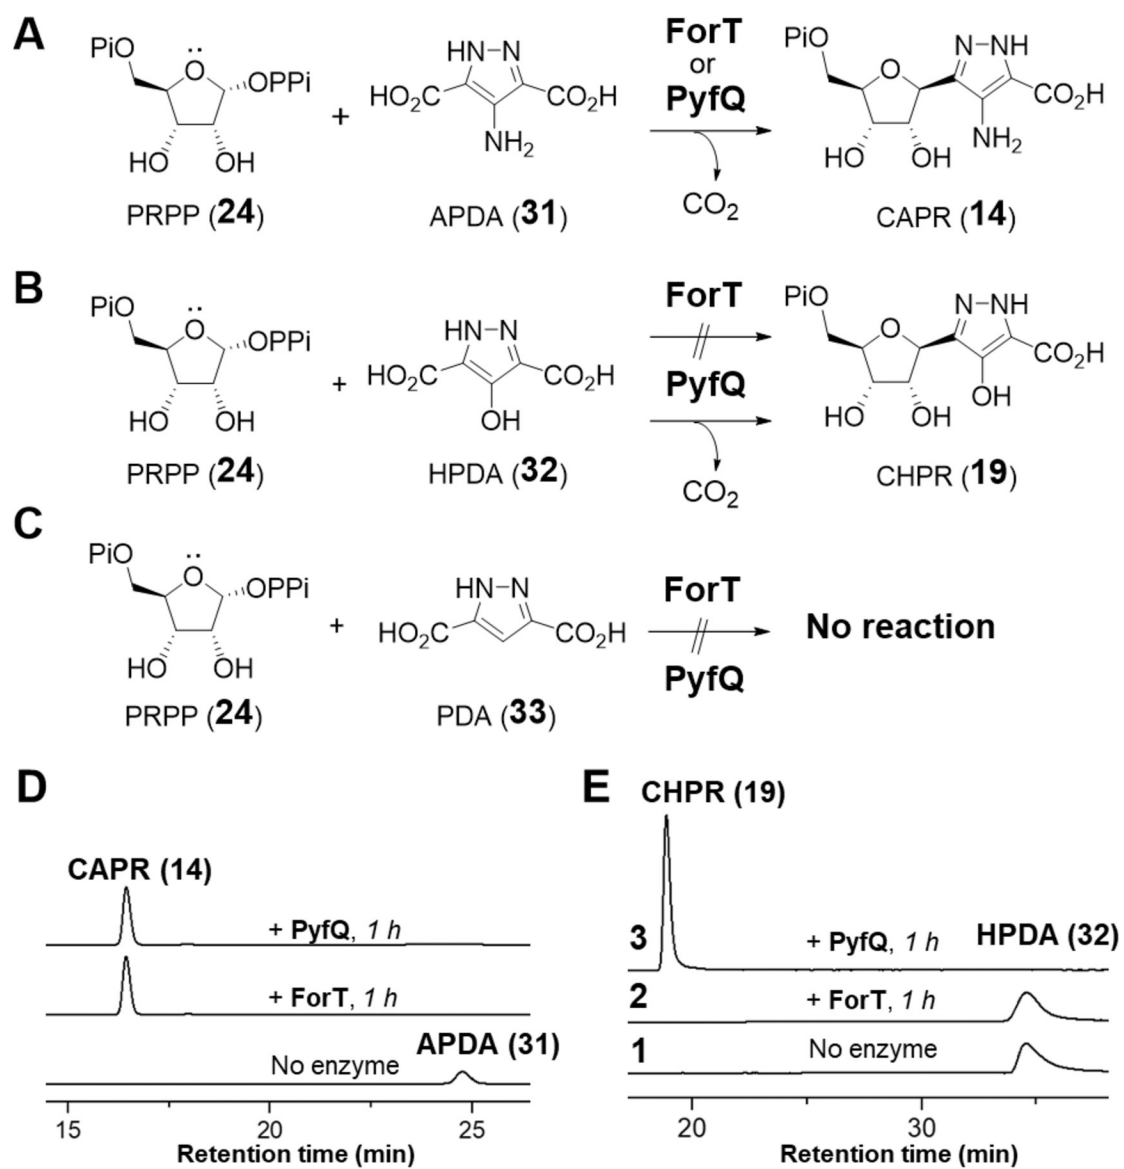 A
PiO
O
OPPi
HO
OH
PRPP (24)
+
HN
N
HO2C
CO2H
NH2
APDA (31)
ForT
or
PyfQ
CO2
PiO
O
N
NH
CO2H
NH2
HO
OH
CAPR (14)
B
PiO
O
OPPi
HO
OH
PRPP (24)
+
HN
N
HO2C
CO2H
OH
HPDA (32)
ForT
PyfQ
CO2
PiO
O
N
NH
CO2H
OH
HO
OH
CHPR (19)
C
PiO
O
OPPi
HO
OH
PRPP (24)
+
HN
N
HO2C
CO2H
PDA (33)
ForT
PyfQ
No reaction
D
CAPR (14)
+ PyfQ, 1 h
+ ForT, 1 h
APDA (31)
No enzyme
15
20
25
Retention time (min)
E
CHPR (19)
3
+ PyfQ, 1 h
HPDA (32)
2
+ ForT, 1 h
1
No enzyme
20
30
Retention time (min)